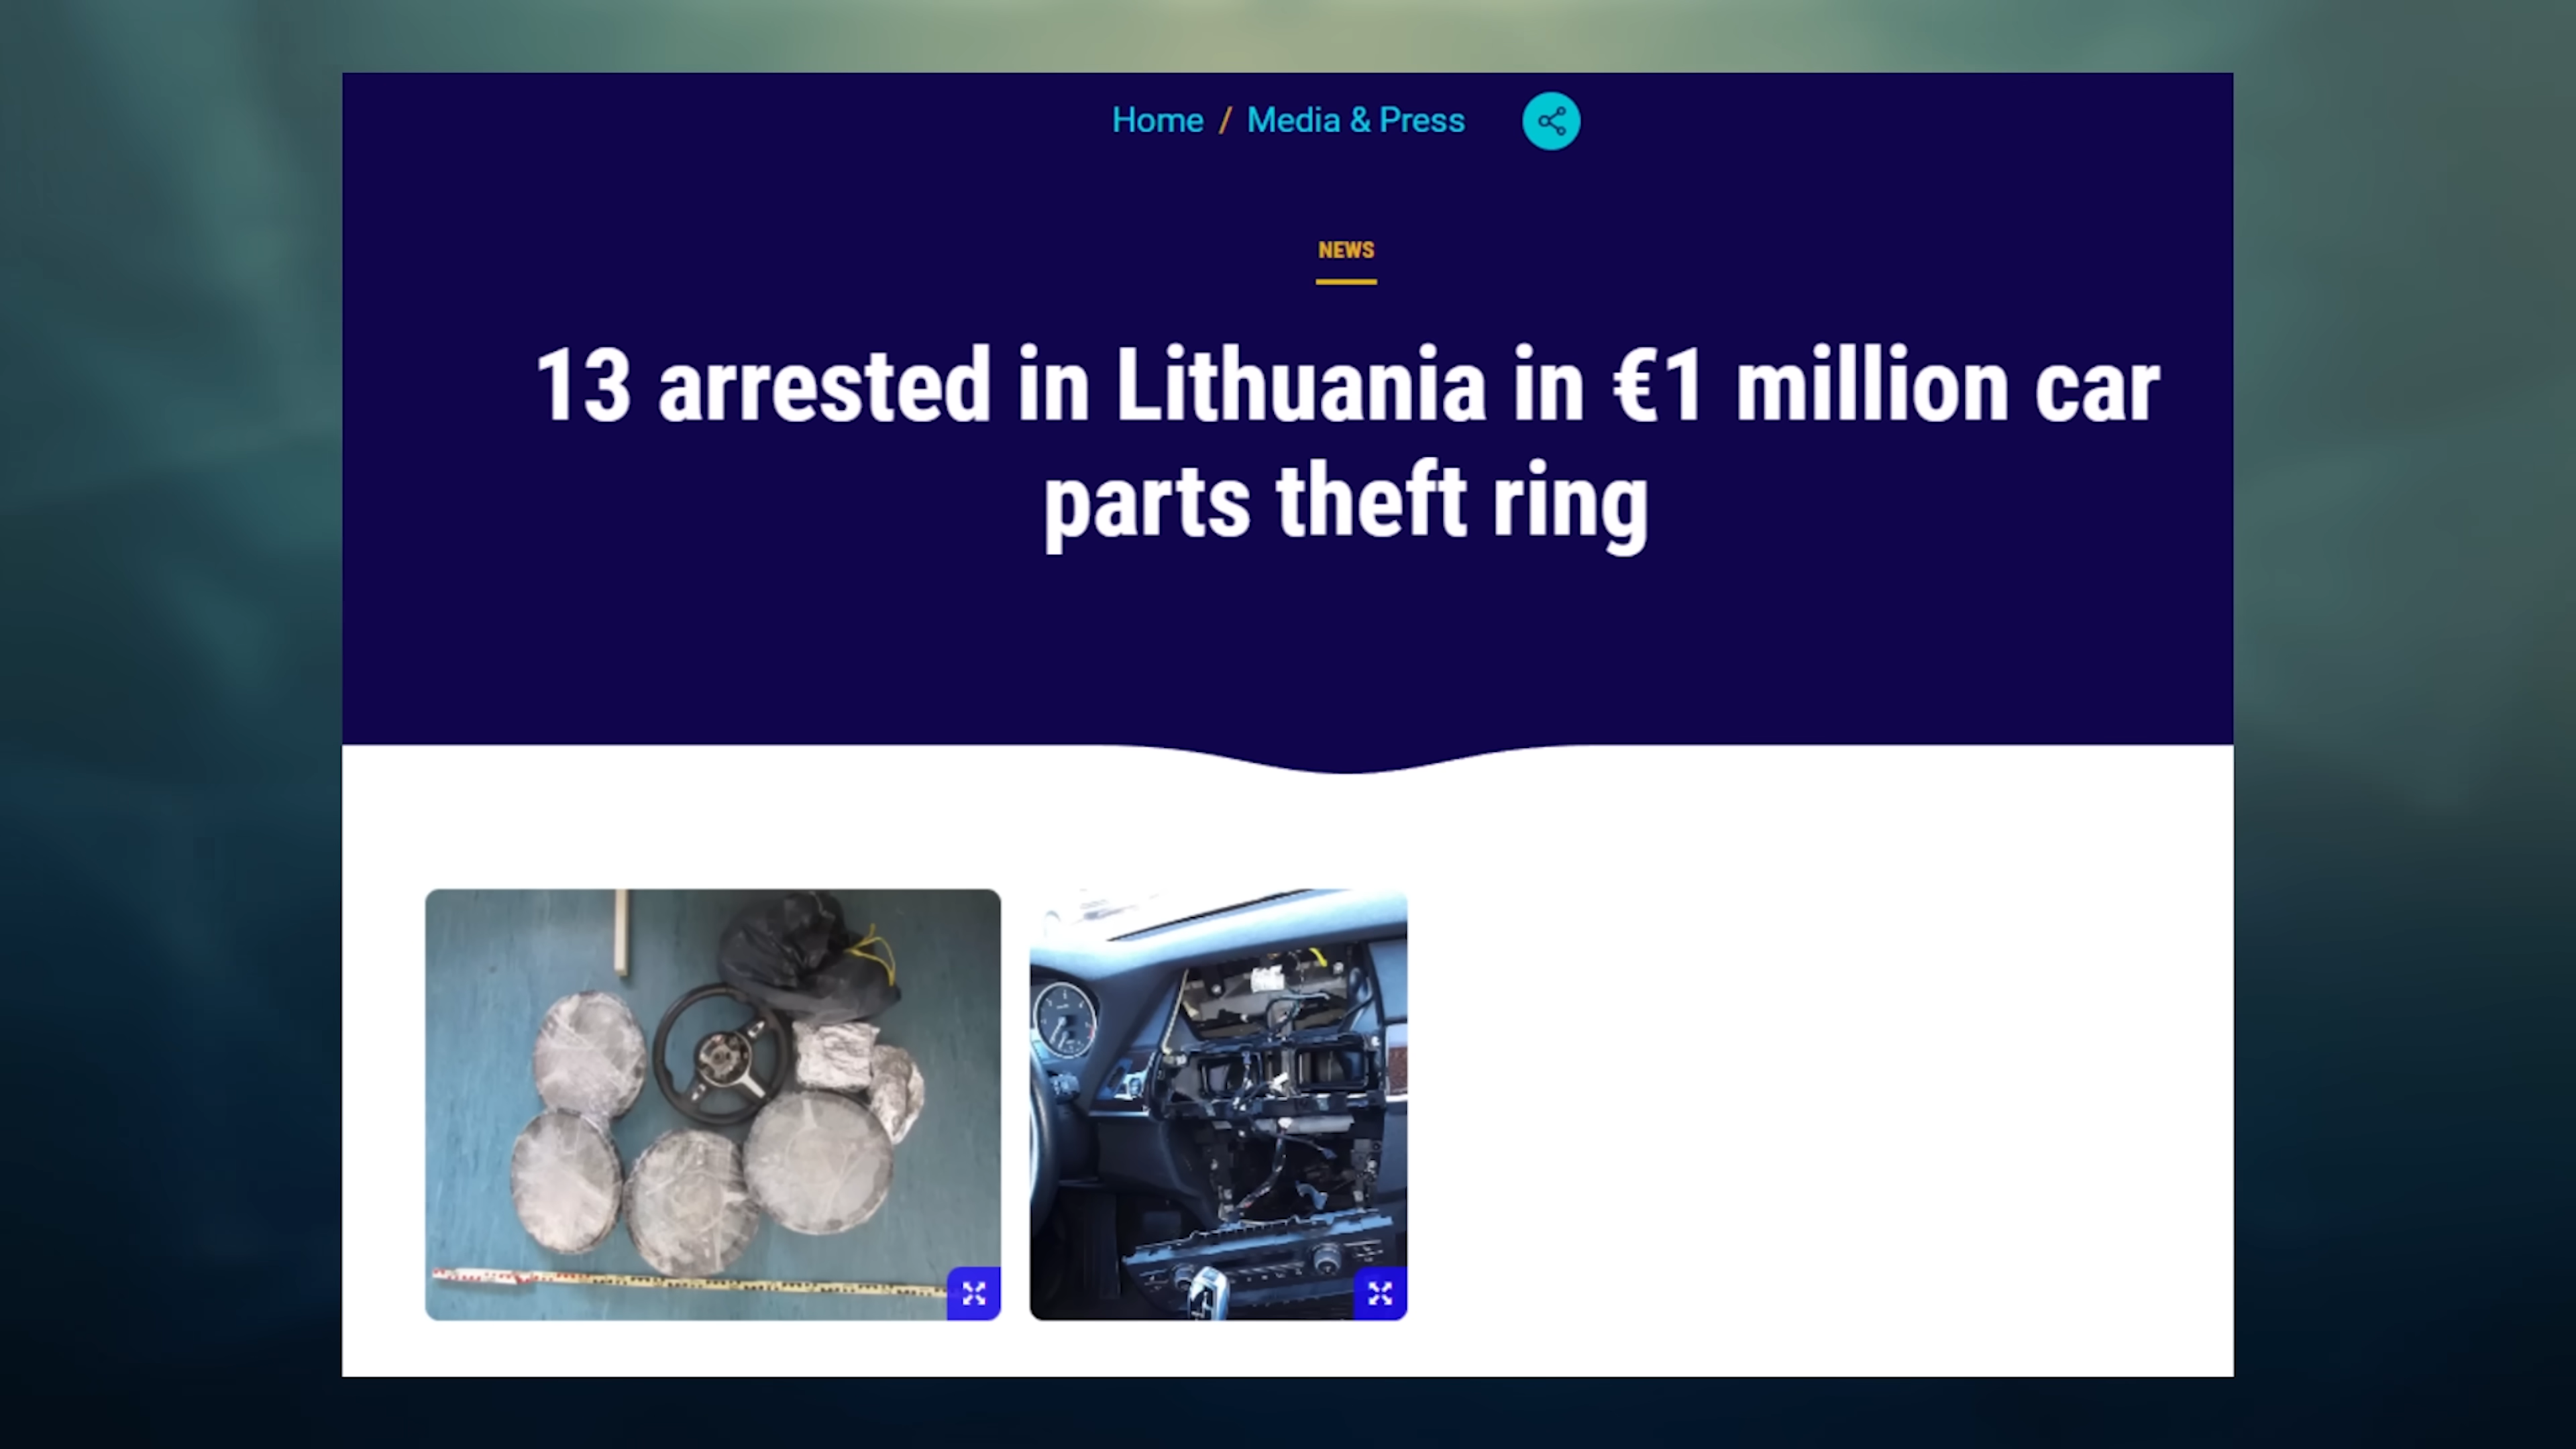 Home / Media & Press
NEWS
13 arrested in Lithuania in €1 million car
parts theft ring